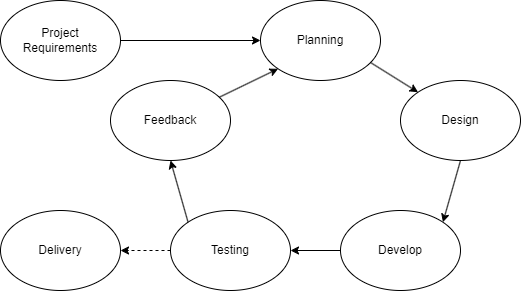 Project
Requirements
Planning
Feedback
Design
Delivery
Testing
Develop